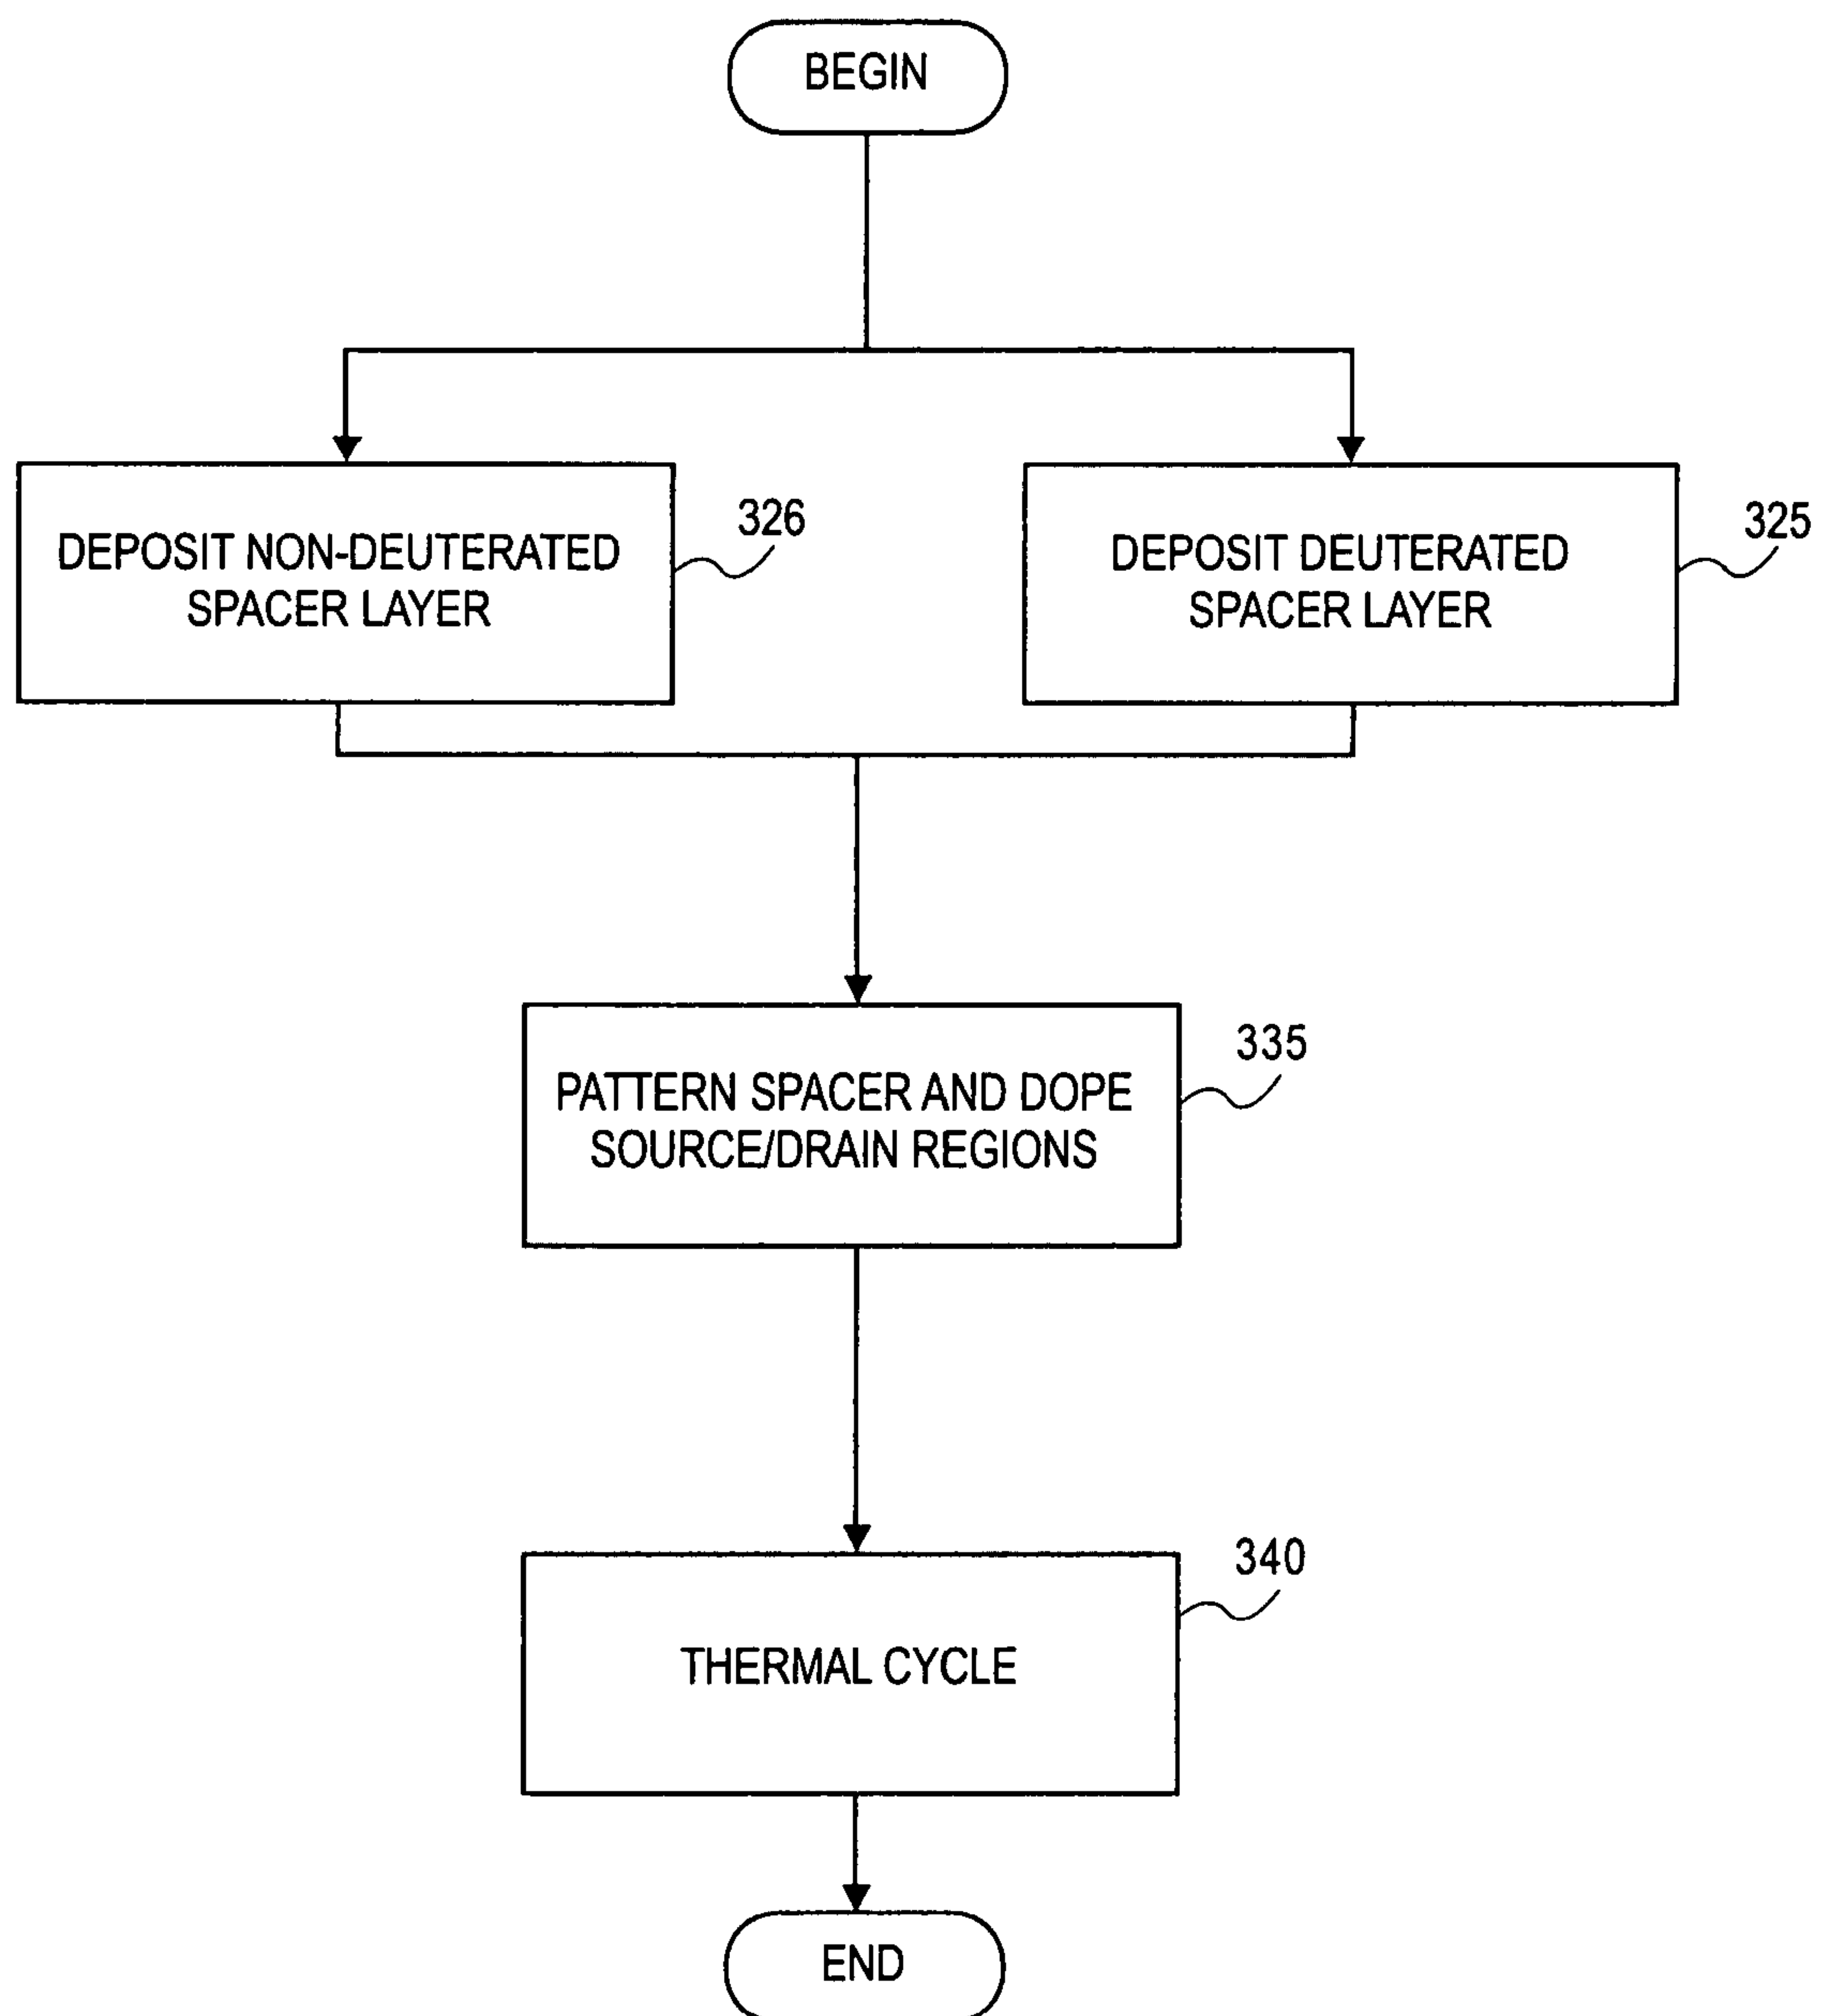 BEGIN
DEPOSIT NON-DEUTERATED
SPACER LAYER
326
DEPOSIT DEUTERATED
SPACER LAYER
325
PATTERN SPACER AND DOPE
SOURCE/DRAIN REGIONS
335
THERMAL CYCLE
340
END